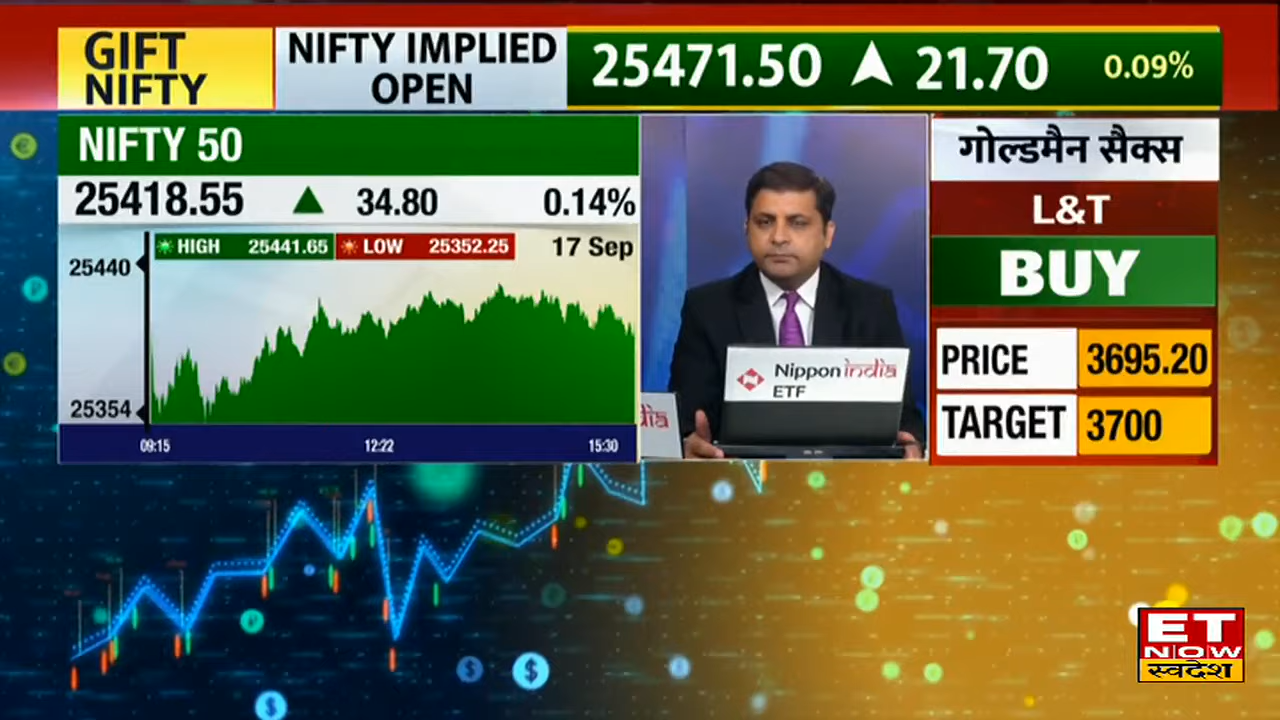 GIFT
NIFTY
NIFTY IMPLIED
OPEN
25471.50 ▲ 21.70 0.09%
NIFTY 50
25418.55 ▲ 34.80 0.14%
HIGH 25441.65 LOW 25352.25 17 Sep
25440
25354
09:15 12:22 15:30
Nippon india
ETF
dia
गोल्डमैन सैक्स
L&T
BUY
PRICE 3695.20
TARGET 3700
ET
NOW
स्वदेश